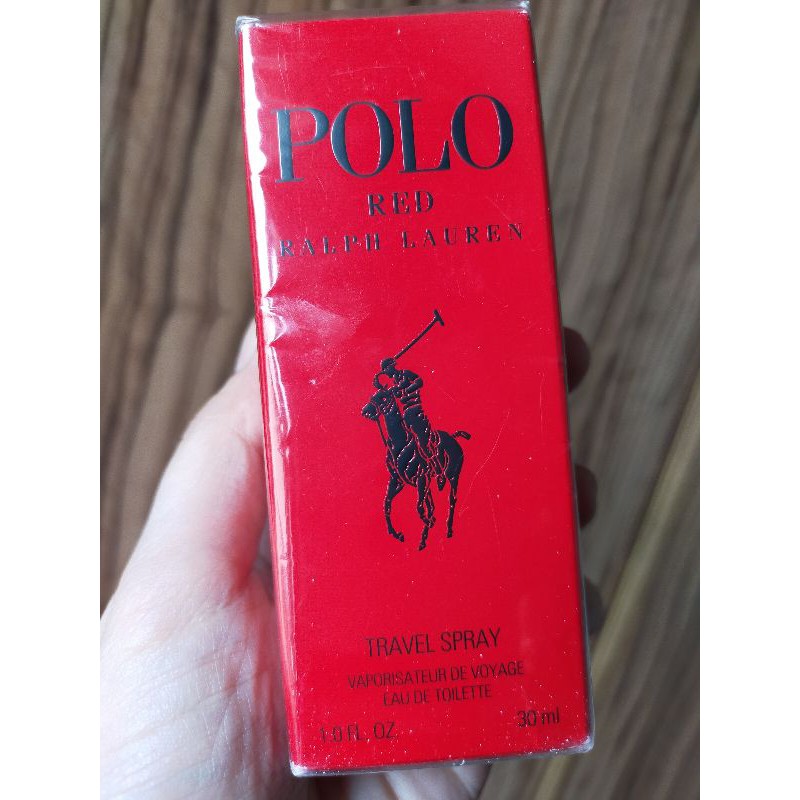 POLO
RED
RALPH LAUREN
TRAVEL SPRAY
VAPORISATEUR DE VOYAGE
EAU DE TOILETTE
1.0 FL. OZ. 30 ml